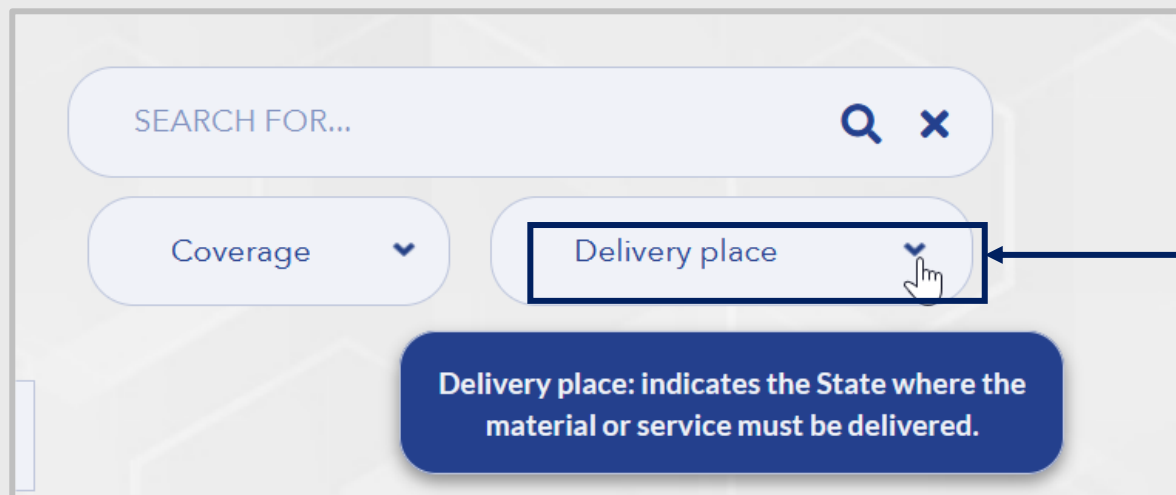 SEARCH FOR...
Coverage
Delivery place
Delivery place: indicates the State where the
material or service must be delivered.